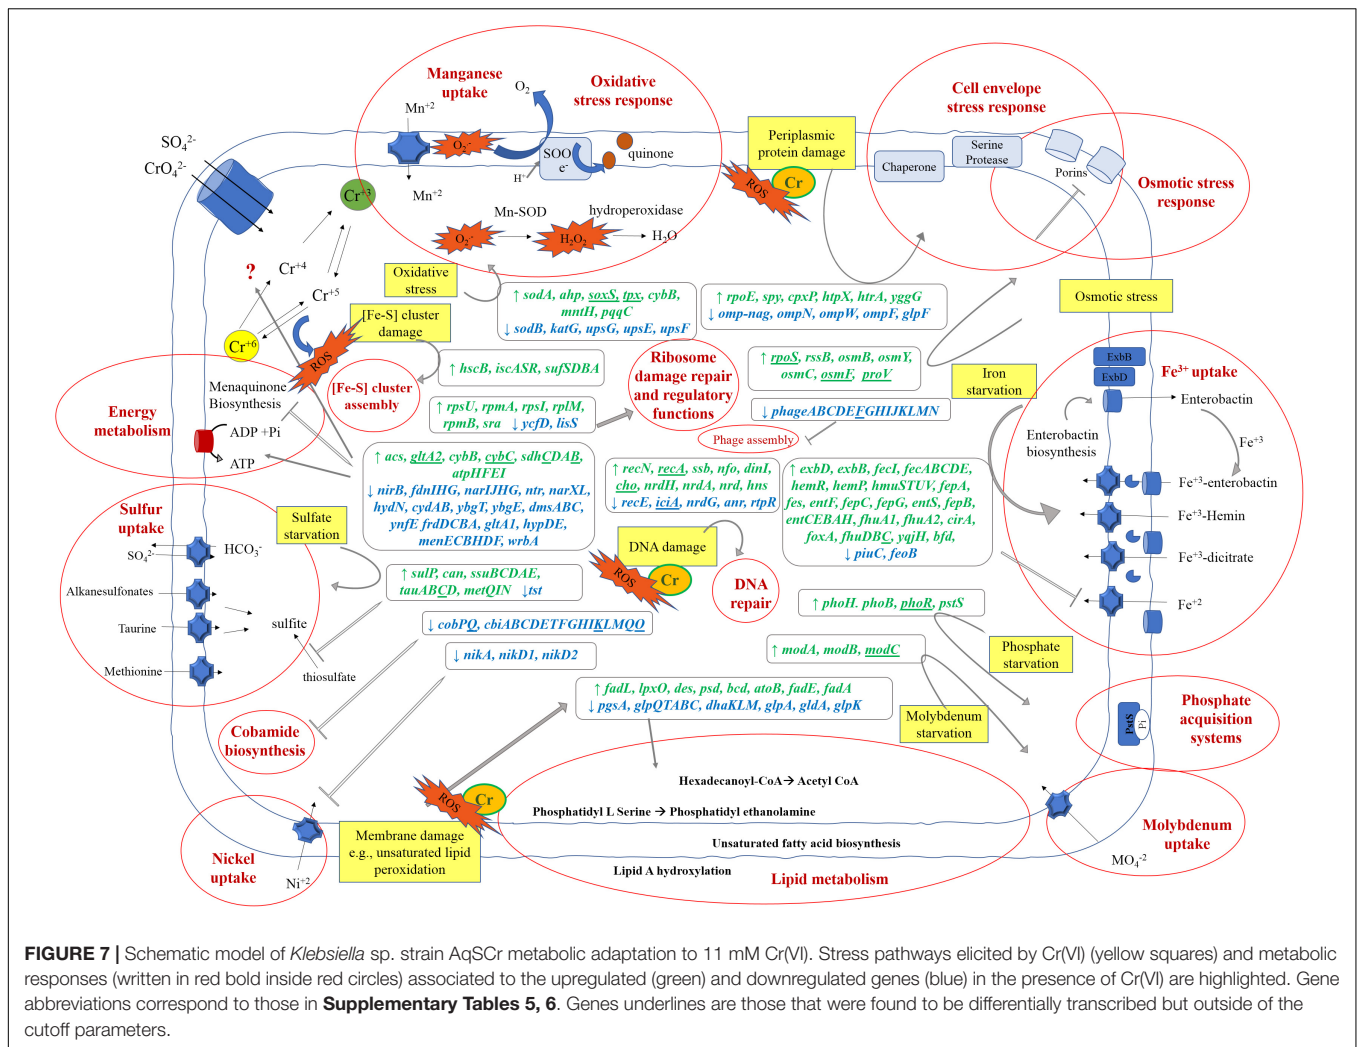 Manganese
uptake
Oxidative
stress response
O₂
Mn⁺²
O₂⁻
SOO
e⁻
quinone
H⁺
Mn⁺²
Mn-SOD
hydroperoxidase
O₂⁻
H₂O₂
H₂O
SO₄²⁻
CrO₄²⁻
Cr⁺³
?
Cr⁺⁴
Cr⁺⁵
Cr⁺⁶
ROS
Periplasmic
protein damage
ROS
Cr
Cell envelope
stress response
Chaperone
Serine
Protease
Porins
Osmotic stress
response
Oxidative
stress
[Fe-S] cluster
damage
Osmotic stress
↑ sodA, ahp, soxS, tpx, cybB,
mntH, pqqC
↓ sodB, katG, upsG, upsE, upsF
↑ rpoE, spy, cpxP, htpX, htrA, yggG
↓ omp-nag, ompN, ompW, ompF, glpF
↑ hscB, iscASR, sufSDBA
[Fe-S] cluster
assembly
Ribosome
damage repair
and regulatory
functions
↑ rpoS, rssB, osmB, osmY,
osmC, osmF, proV
Iron
starvation
ExbB
ExbD
Fe³⁺ uptake
Menaquinone
Biosynthesis
Energy
metabolism
ADP +Pi
ATP
↑ rpsU, rpmA, rpsI, rplM,
rpmB, sra ↓ ycfD, lisS
↓ phageABCDEFGHIJKLMN
Phage assembly
Enterobactin
Enterobactin
biosynthesis
Fe⁺³
Fe⁺³-enterobactin
Fe⁺³-Hemin
Fe⁺³-dicitrate
Fe⁺²
↑ acs, gltA2, cybB, cybC, sdhCDAB,
atpHFEI
↓ nirB, fdnIHG, narIJHG, ntr, narXL,
hydN, cydAB, ybgT, ybgE, dmsABC,
ynfE frdDCBA, gltA1, hypDE,
menECBHDF, wrbA
↑ recN, recA, ssb, nfo, dinI,
cho, nrdH, nrdA, nrd, hns
↓ recE, iciA, nrdG, anr, rtpR
↑ exbD, exbB, fecI, fecABCDE,
hemR, hemP, hmuSTUV, fepA,
fes, entF, fepC, fepG, entS, fepB,
entCEBAH, fhuA1, fhuA2, cirA,
foxA, fhuDBC, yqjH, bfd,
↓ piuC, feoB
Sulfur
uptake
Sulfate
starvation
SO₄²⁻
HCO₃⁻
Alkanesulfonates
Taurine
Methionine
sulfite
thiosulfate
DNA damage
ROS
Cr
DNA
repair
↑ sulP, can, ssuBCDAE,
tauABCD, metQIN ↓tst
↑ phoH. phoB, phoR, pstS
↓ cobPQ, cbiABCDETFGHIKLMQO
Phosphate
starvation
↑ modA, modB, modC
↓ nikA, nikD1, nikD2
↑ fadL, lpxO, des, psd, bcd, atoB, fadE, fadA
↓ pgsA, glpQTABC, dhaKLM, glpA, gldA, glpK
Molybdenum
starvation
Phosphate
acquisition
systems
PstS
Pi
Cobamide
biosynthesis
Nickel
uptake
Ni⁺²
Membrane damage
e.g., unsaturated lipid
peroxidation
ROS
Cr
Hexadecanoyl-CoA→ Acetyl CoA
Phosphatidyl L Serine → Phosphatidyl ethanolamine
Unsaturated fatty acid biosynthesis
Lipid A hydroxylation
Lipid metabolism
Molybdenum
uptake
MO₄⁻²
FIGURE 7 | Schematic model of Klebsiella sp. strain AqSCr metabolic adaptation to 11 mM Cr(VI). Stress pathways elicited by Cr(VI) (yellow squares) and metabolic
responses (written in red bold inside red circles) associated to the upregulated (green) and downregulated genes (blue) in the presence of Cr(VI) are highlighted. Gene
abbreviations correspond to those in Supplementary Tables 5, 6. Genes underlines are those that were found to be differentially transcribed but outside of the
cutoff parameters.